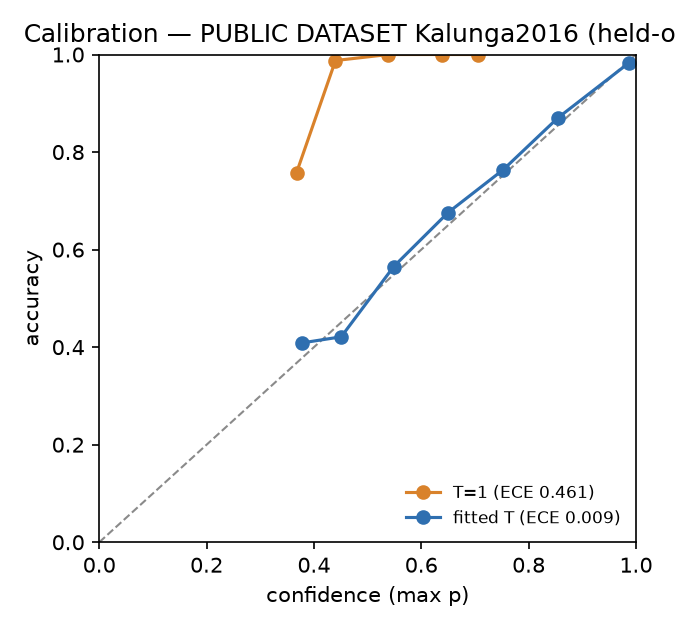 Calibration — PUBLIC DATASET Kalunga2016 (held-o
1.0
0.8
0.6
0.4
0.2
0.0
accuracy
T=1 (ECE 0.461)
fitted T (ECE 0.009)
0.0 0.2 0.4 0.6 0.8 1.0
confidence (max p)